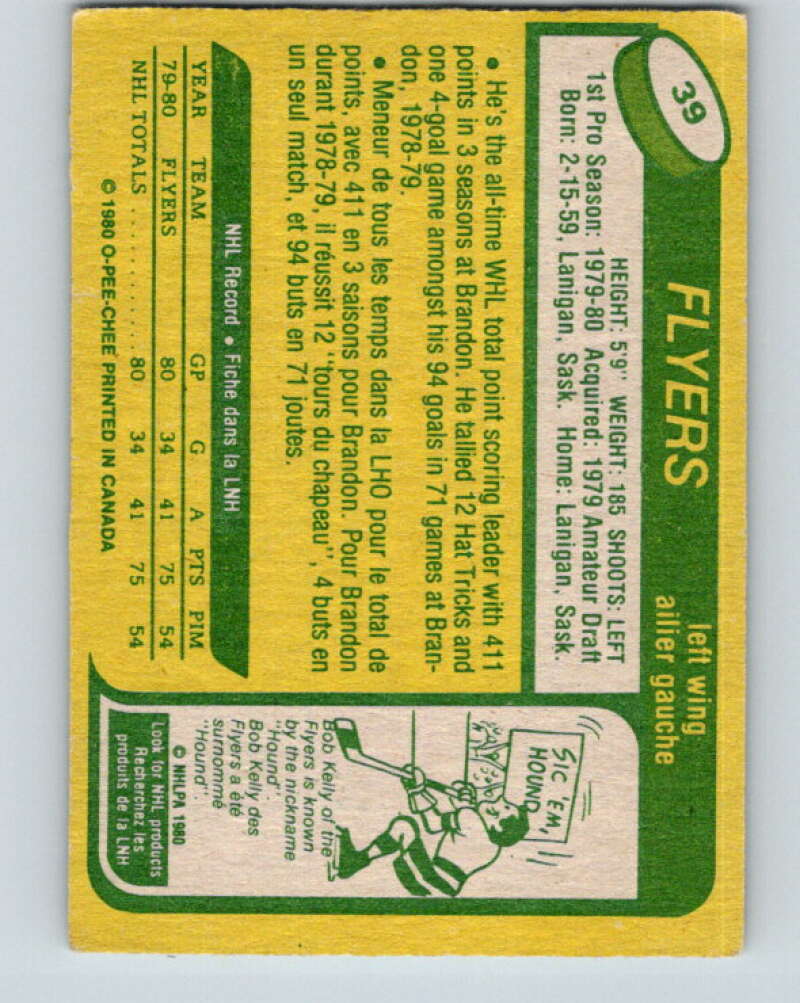 39
FLYERS
left wing
ailier gauche
HEIGHT: 5'9" WEIGHT: 185 SHOOTS: LEFT
1st Pro Season: 1979-80 Acquired: 1979 Amateur Draft
Born: 2-15-59, Lanigan, Sask. Home: Lanigan, Sask.
• He's the all-time WHL total point scoring leader with 411
points in 3 seasons at Brandon. He tallied 12 Hat Tricks and
one 4-goal game amongst his 94 goals in 71 games at Bran-
don, 1978-79.
• Meneur de tous les temps dans la LHO pour le total de
points, avec 411 en 3 saisons pour Brandon. Pour Brandon
durant 1978-79, il réussit 12 "tours du chapeau", 4 buts en
un seul match, et 94 buts en 71 joutes.
NHL Record • Fiche dans la LNH
YEAR TEAM GP G A PTS PIM
79-80 FLYERS 80 34 41 75 54
NHL TOTALS ............ 80 34 41 75 54
© 1980 O-PEE-CHEE PRINTED IN CANADA
SIC 'EM,
HOUND
Bob Kelly of the
Flyers is known
by the nickname
"Hound".
Bob Kelly des
Flyers a été
surnommé
"Hound".
© NHLPA 1980
Look for NHL products
Recherchez les
produits de la LNH